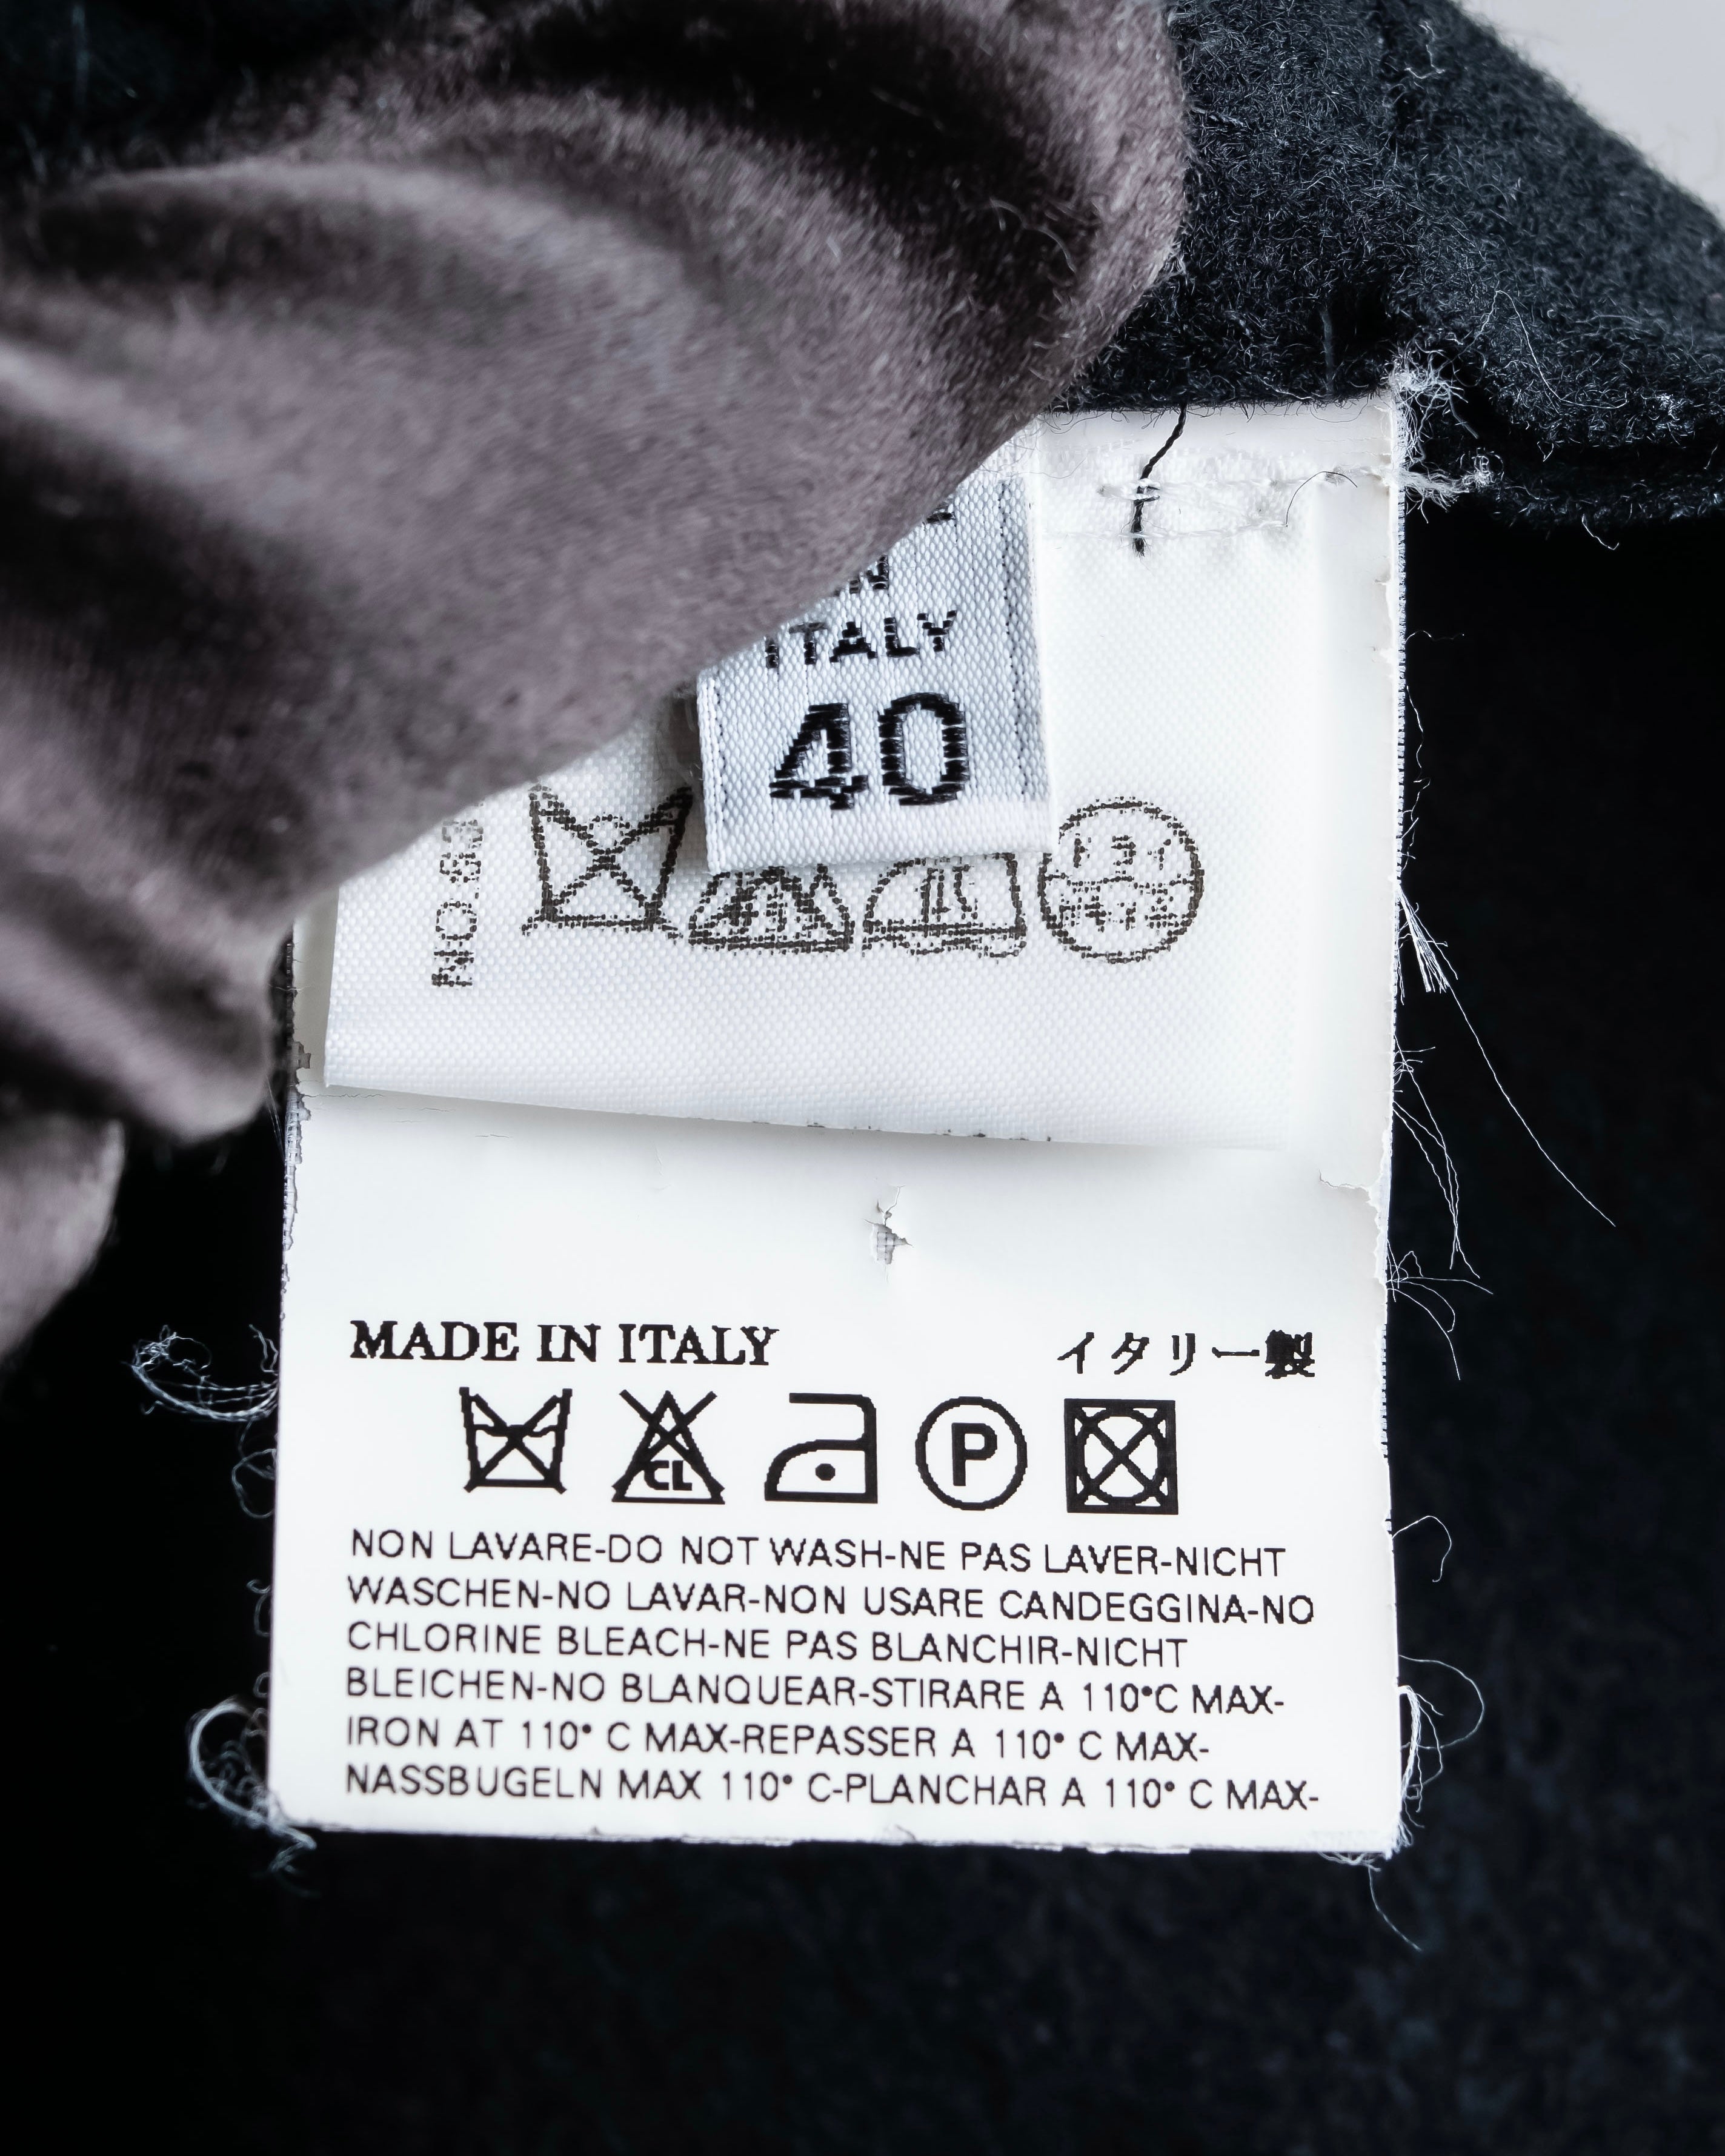 ITALY
40
NO.
MADE IN ITALY イタリー製
CL P
NON LAVARE-DO NOT WASH-NE PAS LAVER-NICHT
WASCHEN-NO LAVAR-NON USARE CANDEGGINA-NO
CHLORINE BLEACH-NE PAS BLANCHIR-NICHT
BLEICHEN-NO BLANQUEAR-STIRARE A 110°C MAX-
IRON AT 110° C MAX-REPASSER A 110° C MAX-
NASSBUGELN MAX 110° C-PLANCHAR A 110° C MAX-